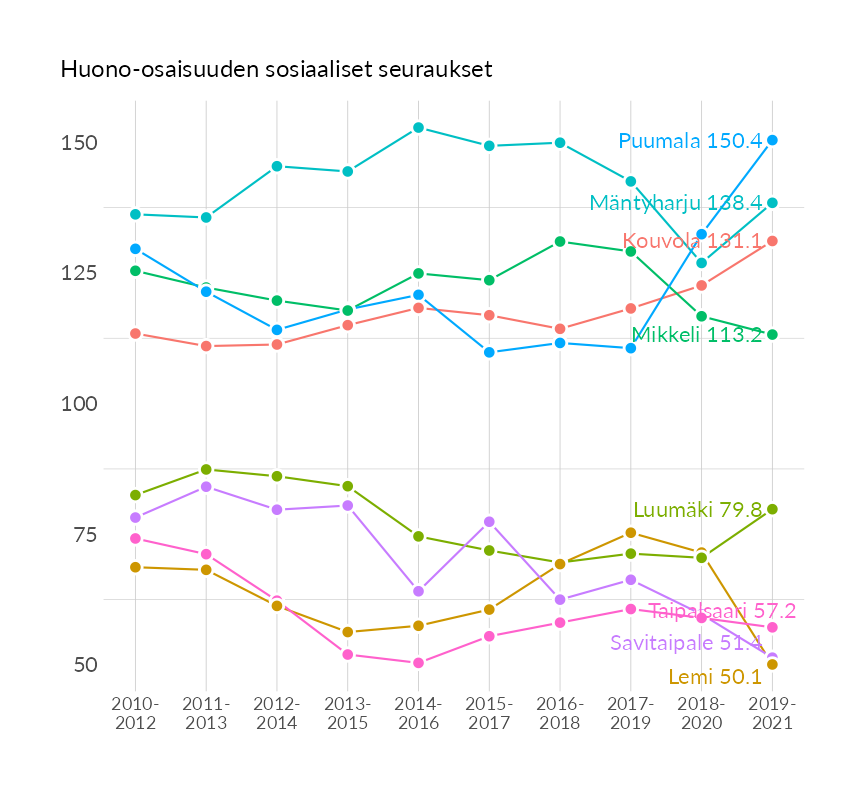 Huono-osaisuuden sosiaaliset seuraukset
150
Puumala 150.4
Mäntyharju 138.4
Kouvola 131.1
125
Mikkeli 113.2
100
Luumäki 79.8
75
Taipalsaari 57.2
Savitaipale 51.4
50
Lemi 50.1
2010- 2011- 2012- 2013- 2014- 2015- 2016- 2017- 2018- 2019-
2012 2013 2014 2015 2016 2017 2018 2019 2020 2021